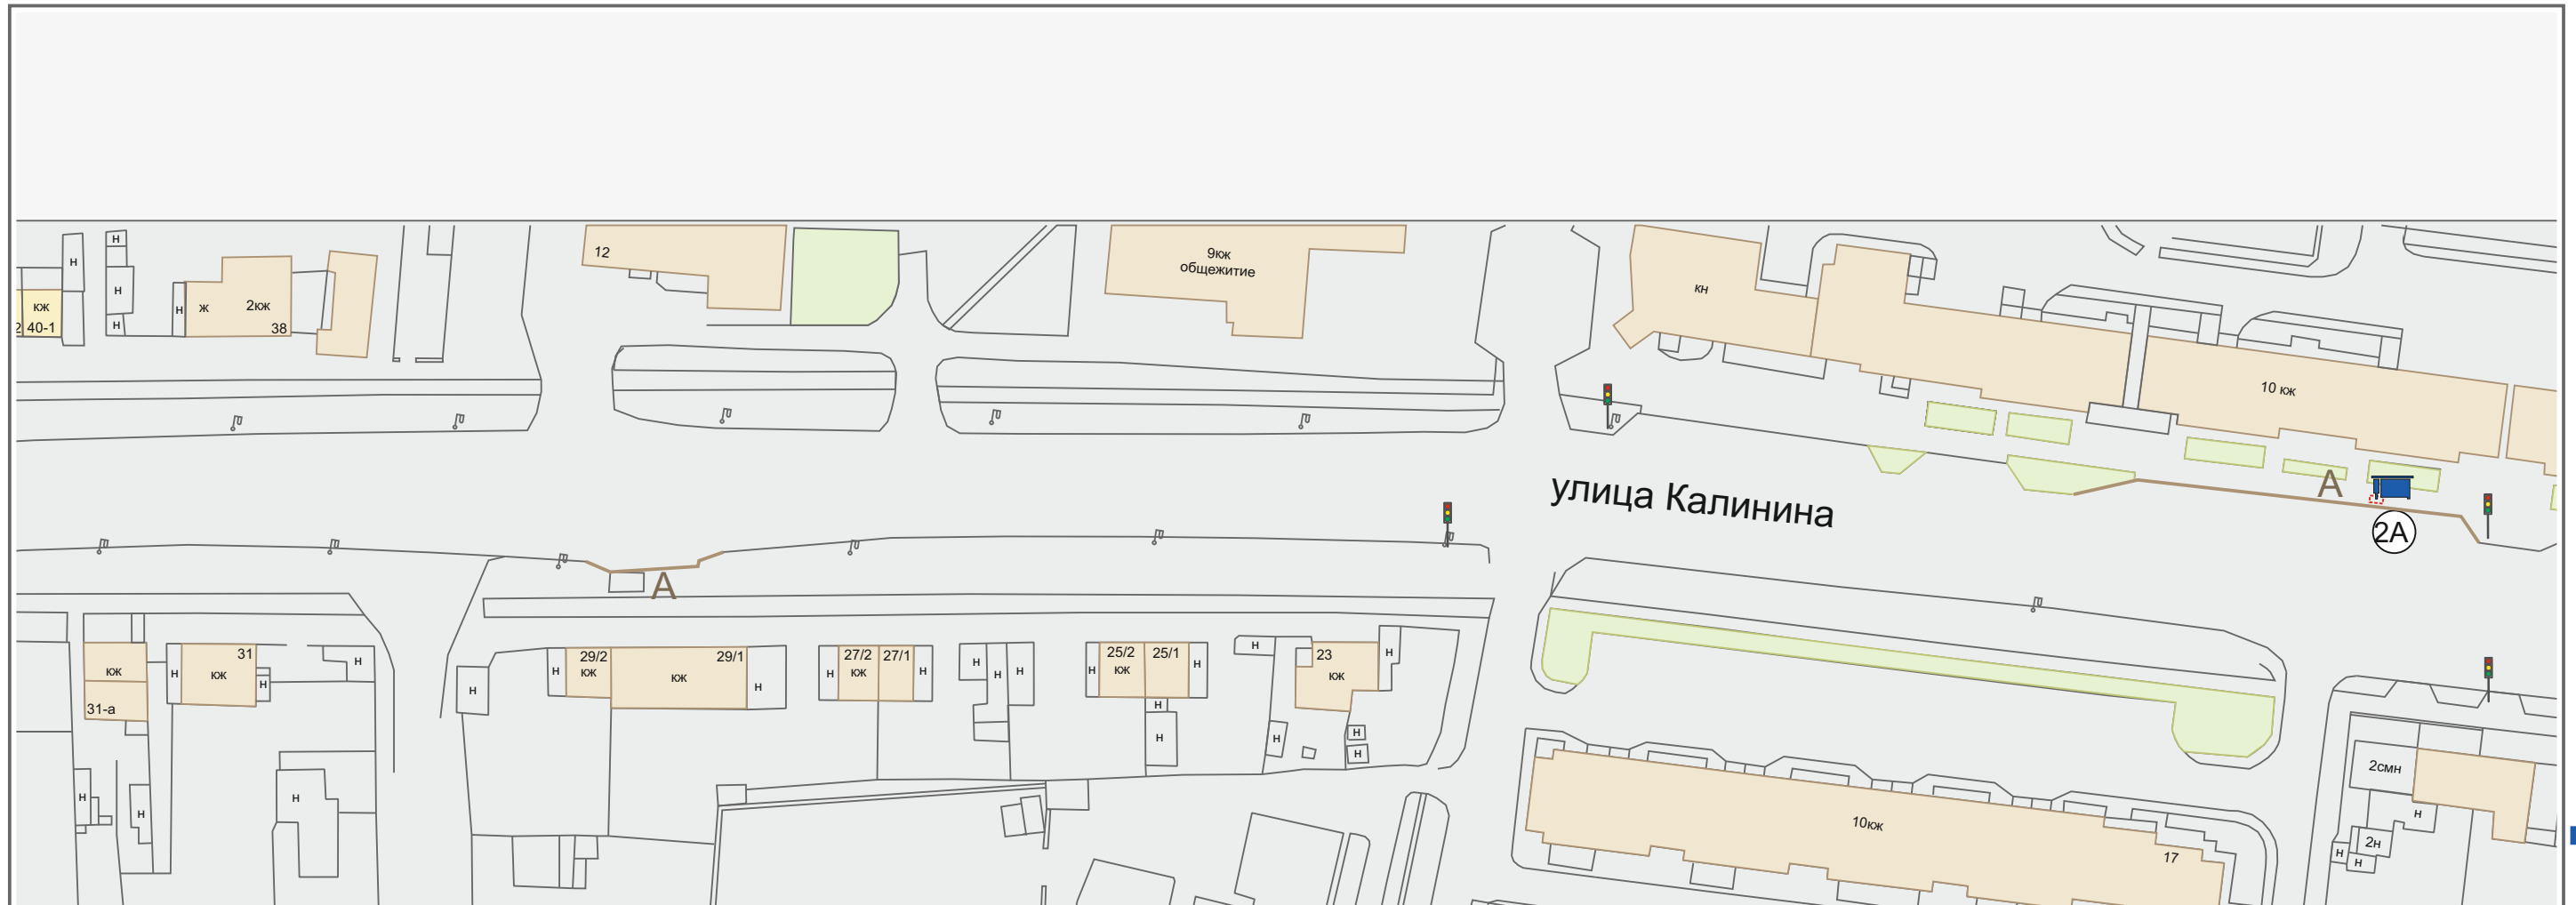 н
н
н
н
н
ж
2кж
38
кж
2
40-1
12
9кж
общежитие
кн
10 кж
А
2А
улица Калинина
А
кж
31-а
н
31
кж
н
н
н
29/2
кж
29/1
кж
н
н
н
27/2
кж
27/1
н
н
н
н
н
25/2
кж
25/1
н
н
н
н
23
кж
н
н
н
н
н
н
н
10кж
17
2смн
н
2н
н
н